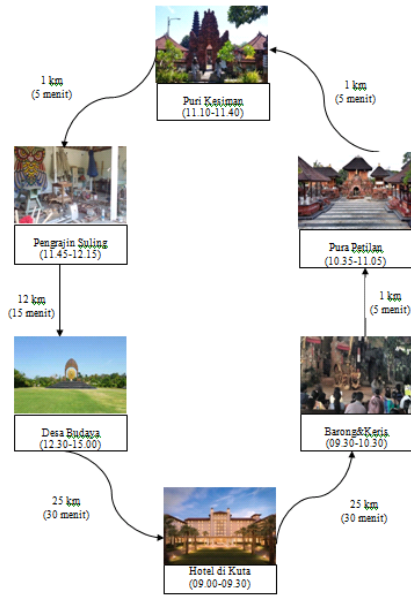 Puri Kesiman
(11.10-11.40)
1 km
(5 menit)
1 km
(5 menit)
Pengrajin Suling
(11.45-12.15)
Pura Petilan
(10.35-11.05)
12 km
(15 menit)
1 km
(5 menit)
Desa Budaya
(12.30-15.00)
Barong&Keris
(09.30-10.30)
25 km
(30 menit)
25 km
(30 menit)
Hotel di Kuta
(09.00-09.30)